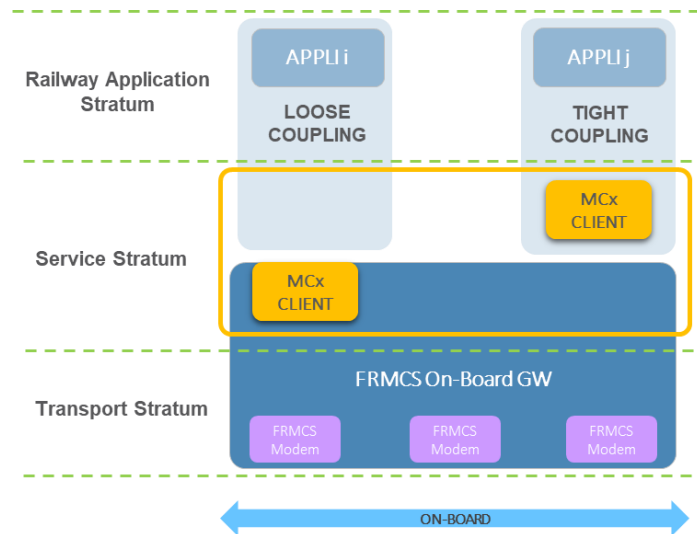 Railway Application
Stratum
APPLI i
APPLI j
LOOSE
COUPLING
TIGHT
COUPLING
Service Stratum
MCx
CLIENT
MCx
CLIENT
Transport Stratum
FRMCS On-Board GW
FRMCS
Modem
FRMCS
Modem
FRMCS
Modem
ON-BOARD